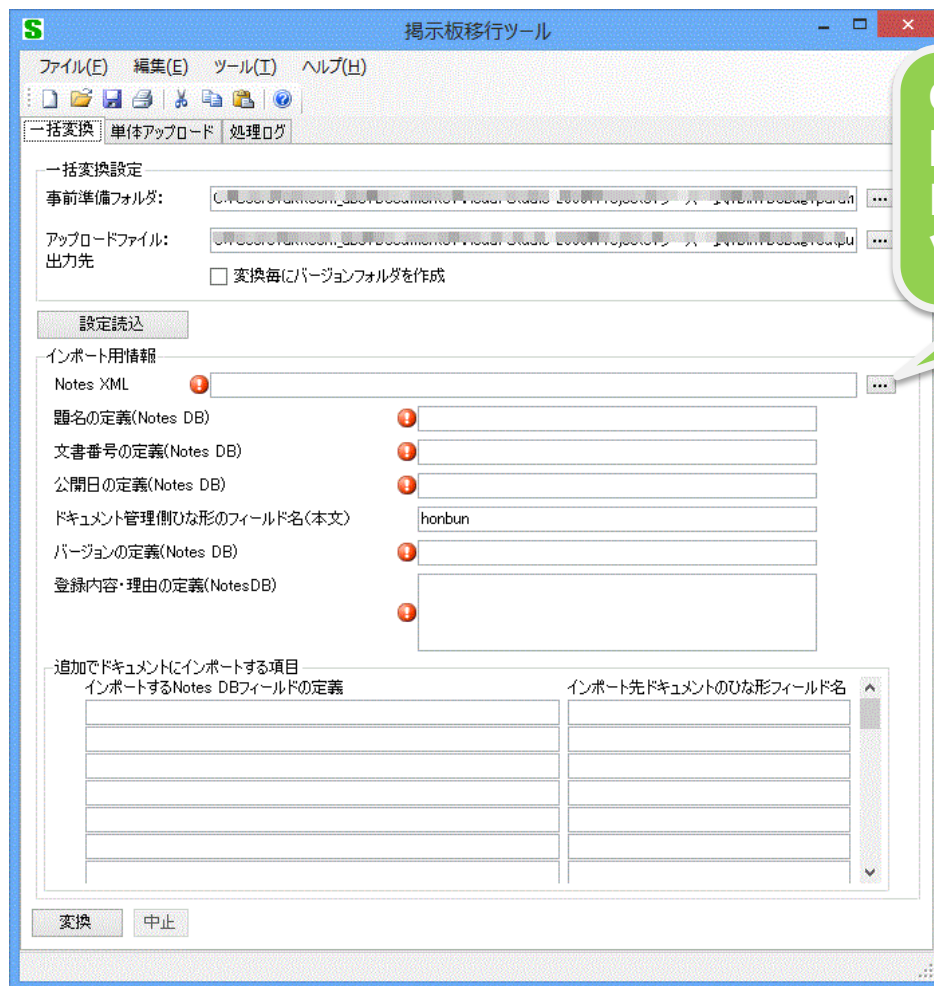 S 掲示板移行ツール
ファイル(F) 編集(E) ツール(T) ヘルプ(H)
一括変換 単体アップロード 処理ログ
一括変換設定
事前準備フォルダ: ...
アップロードファイル: ...
出力先
変換毎にバージョンフォルダを作成
設定読込
インポート用情報
Notes XML ...
題名の定義(Notes DB)
文書番号の定義(Notes DB)
公開日の定義(Notes DB)
ドキュメント管理側ひな形のフィールド名(本文) honbun
バージョンの定義(Notes DB)
登録内容・理由の定義(NotesDB)
追加でドキュメントにインポートする項目
インポートするNotes DBフィールドの定義 インポート先ドキュメントのひな形フィールド名
変換 中止